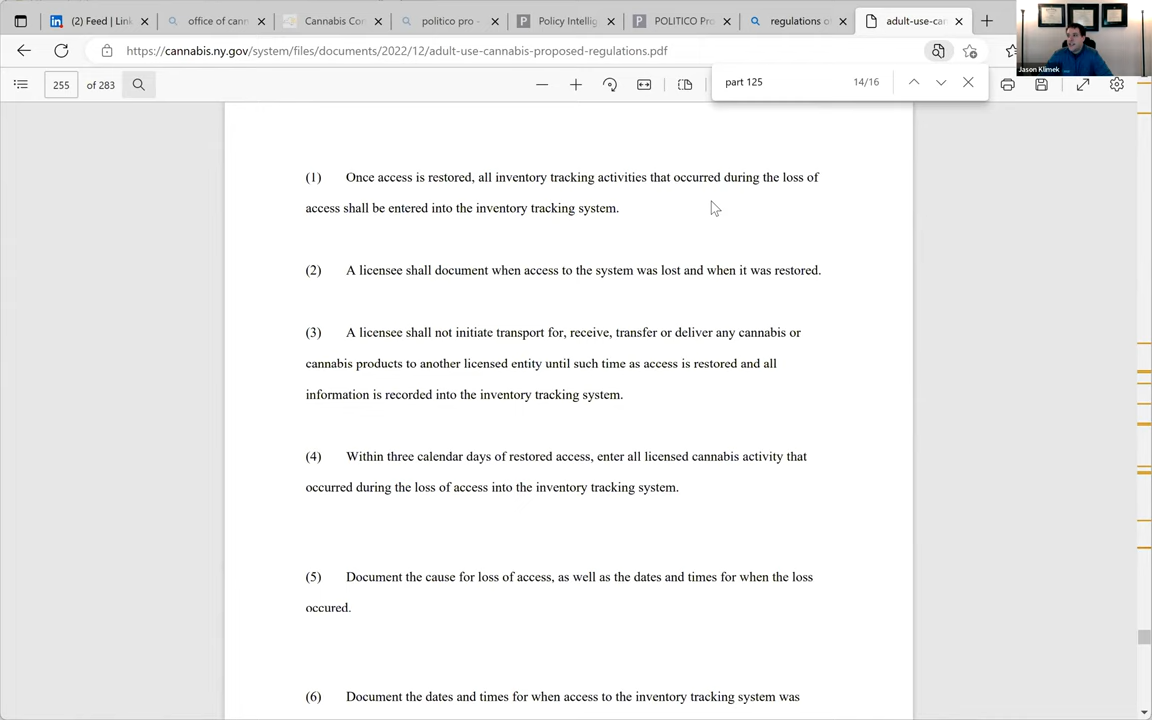 (2) Feed | Link
office of cann
Cannabis Con
politico pro -
Policy Intellig
POLITICO Pro
regulations o
adult-use-can
https://cannabis.ny.gov/system/files/documents/2022/12/adult-use-cannabis-proposed-regulations.pdf
Jason Klimek
255 of 283
part 125 14/16
(1) Once access is restored, all inventory tracking activities that occurred during the loss of
access shall be entered into the inventory tracking system.
(2) A licensee shall document when access to the system was lost and when it was restored.
(3) A licensee shall not initiate transport for, receive, transfer or deliver any cannabis or
cannabis products to another licensed entity until such time as access is restored and all
information is recorded into the inventory tracking system.
(4) Within three calendar days of restored access, enter all licensed cannabis activity that
occurred during the loss of access into the inventory tracking system.
(5) Document the cause for loss of access, as well as the dates and times for when the loss
occured.
(6) Document the dates and times for when access to the inventory tracking system was